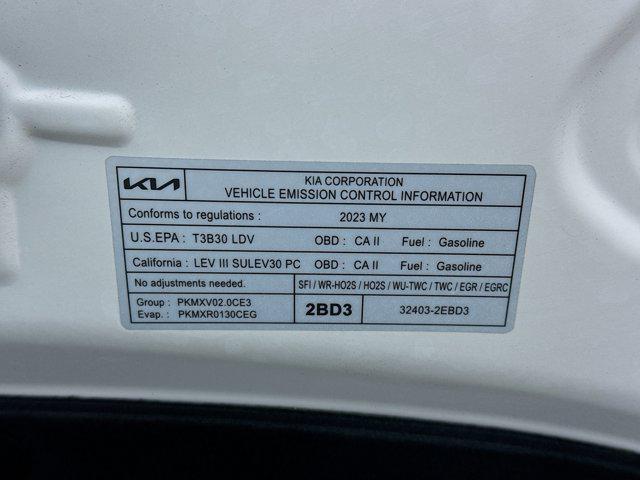 KIA KIA CORPORATION
VEHICLE EMISSION CONTROL INFORMATION
Conforms to regulations : 2023 MY
U.S.EPA : T3B30 LDV OBD : CA II Fuel : Gasoline
California : LEV III SULEV30 PC OBD : CA II Fuel : Gasoline
No adjustments needed. SFI / WR-HO2S / HO2S / WU-TWC / TWC / EGR / EGRC
Group : PKMXV02.0CE3 2BD3 32403-2EBD3
Evap. : PKMXR0130CEG